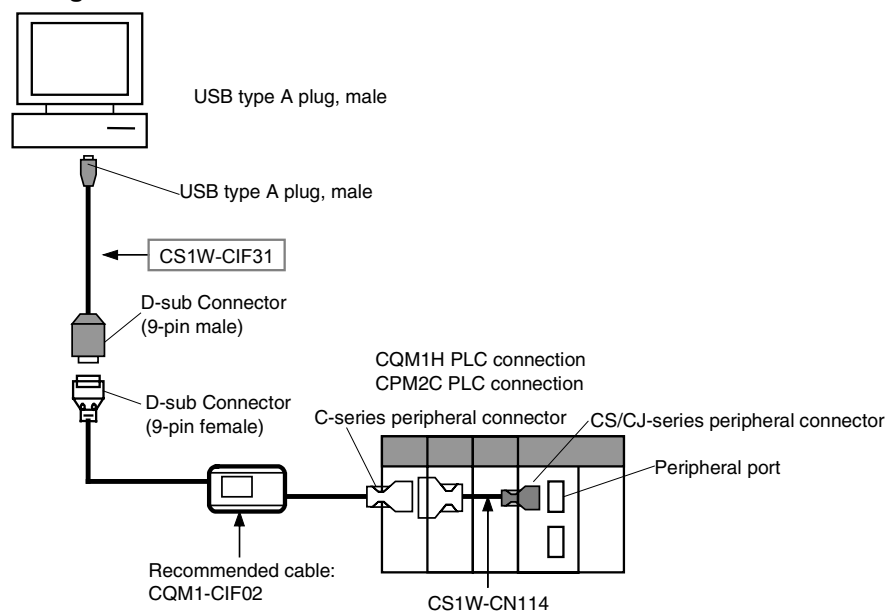 USB type A plug, male
USB type A plug, male
CS1W-CIF31
D-sub Connector
(9-pin male)
CQM1H PLC connection
CPM2C PLC connection
D-sub Connector
(9-pin female)
C-series peripheral connector
CS/CJ-series peripheral connector
Peripheral port
Recommended cable:
CQM1-CIF02
CS1W-CN114